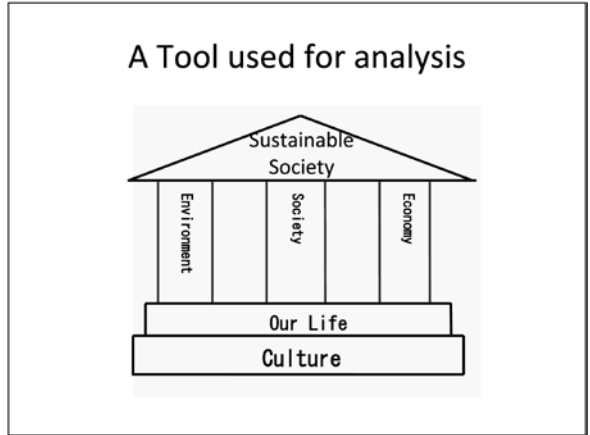 A Tool used for analysis
Sustainable
Society
Environment
Society
Economy
Our Life
Culture